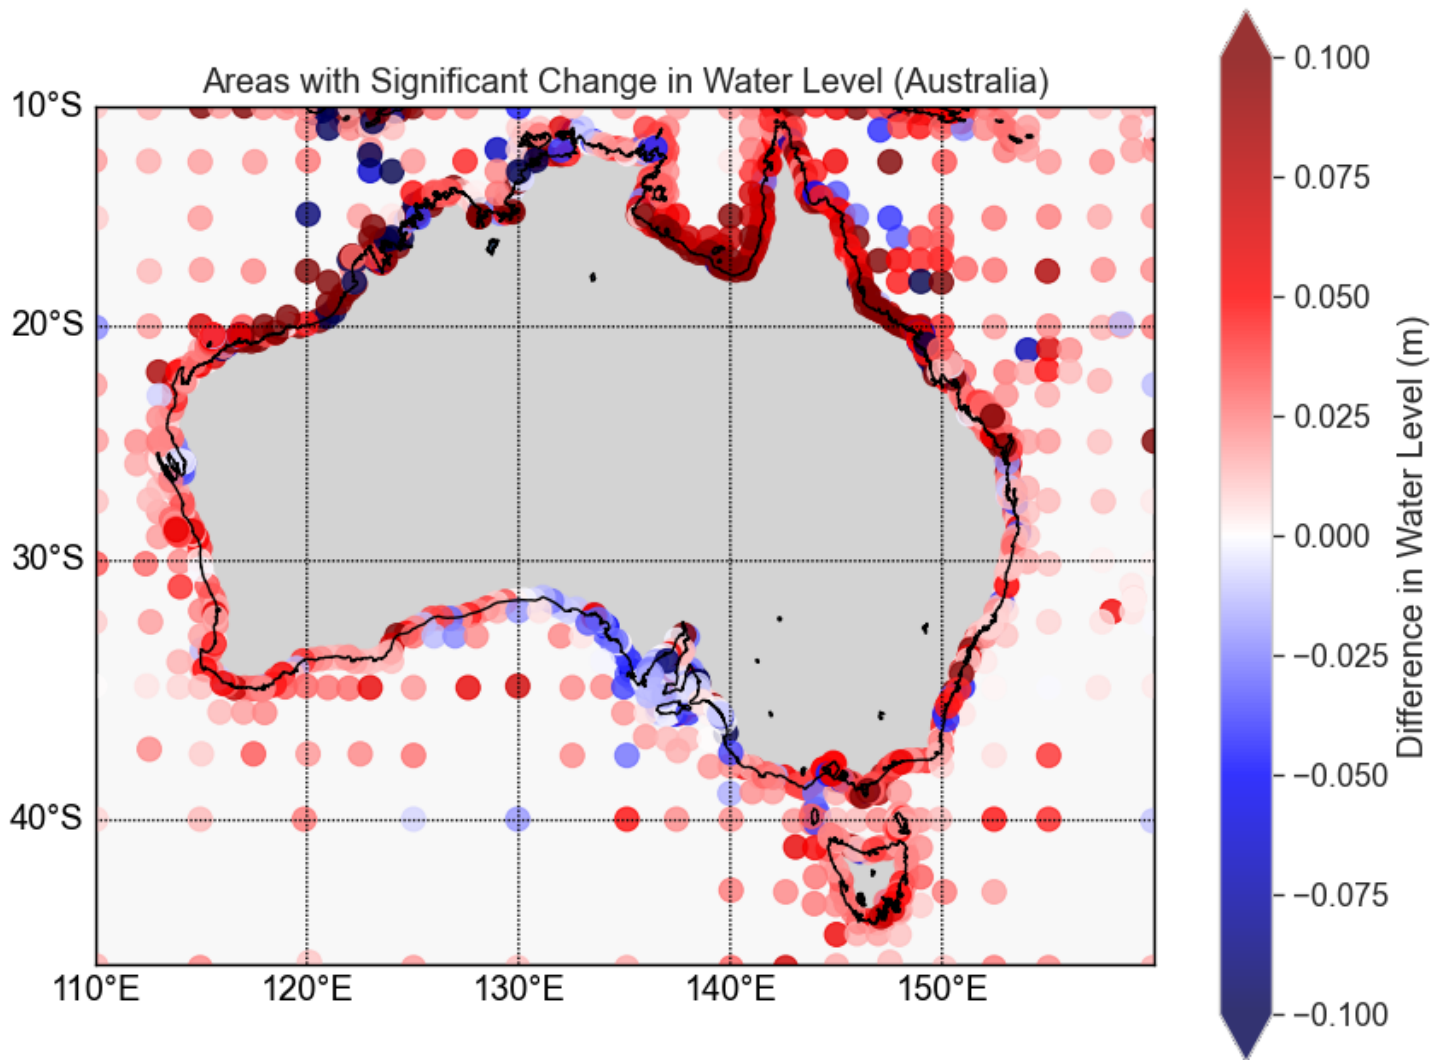 Areas with Significant Change in Water Level (Australia)
10°S
20°S
30°S
40°S
110°E
120°E
130°E
140°E
150°E
0.100
0.075
0.050
0.025
0.000
−0.025
−0.050
−0.075
−0.100
Difference in Water Level (m)